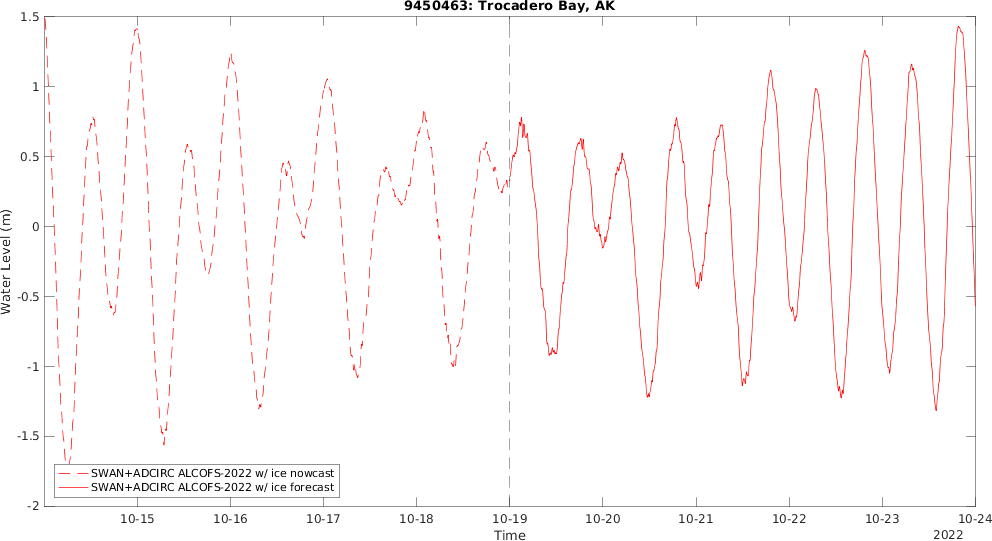 9450463: Trocadero Bay, AK
1.5
1
0.5
0
-0.5
-1
-1.5
-2
Water Level (m)
SWAN+ADCIRC ALCOFS-2022 w/ ice nowcast
SWAN+ADCIRC ALCOFS-2022 w/ ice forecast
10-15 10-16 10-17 10-18 10-19 10-20 10-21 10-22 10-23 10-24
Time
2022